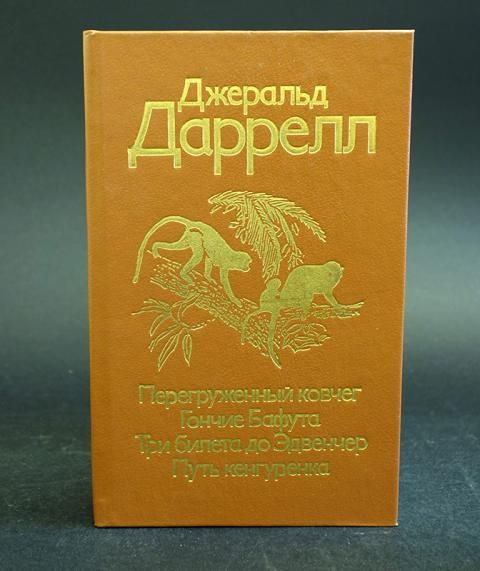 Джеральд
Даррелл
Перегруженный ковчег
Гончие Бафута
Три билета до Эдвенчер
Путь кенгуренка